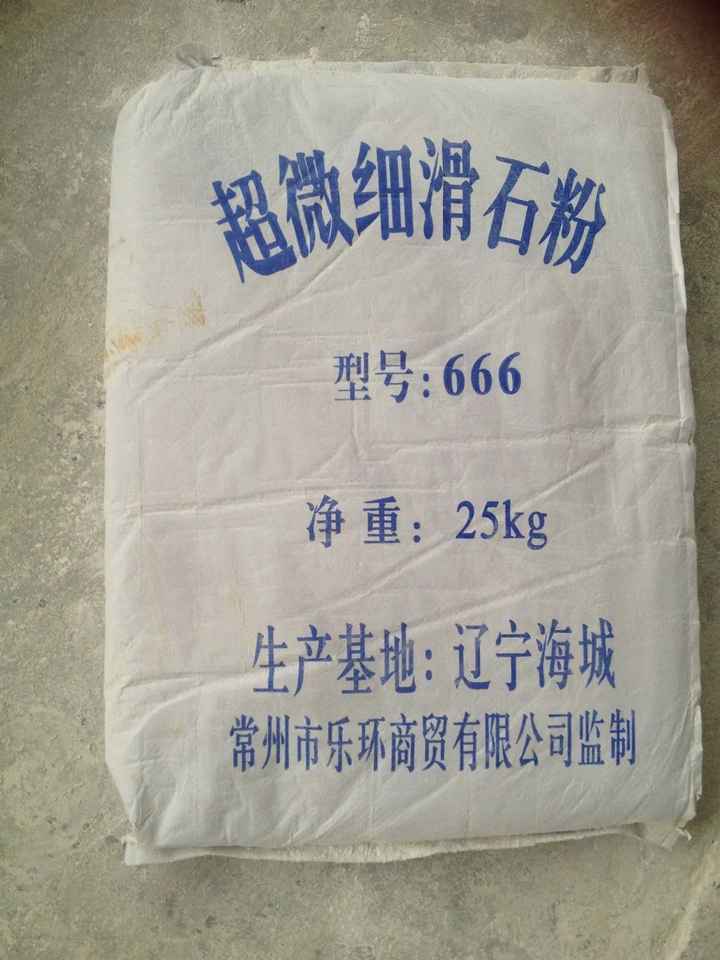 超微细滑石粉
型号:666
净重: 25kg
生产基地:辽宁海城
常州市乐环商贸有限公司监制